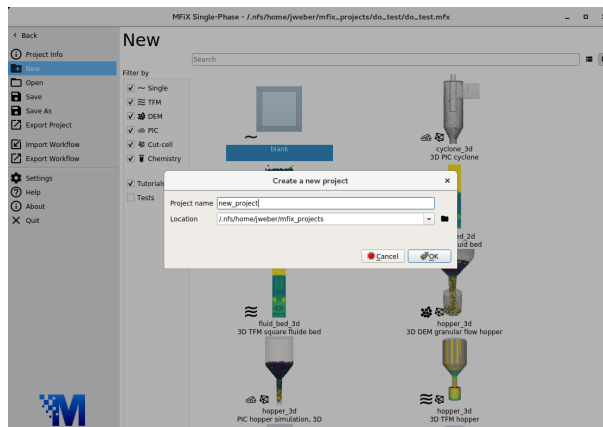 MFiX Single-Phase - /.nfs/home/jweber/mfix_projects/do_test/do_test.mfx
Back
Project Info
New
Open
Save
Save As
Export Project
Import Workflow
Export Workflow
Settings
Help
About
Quit
New
Search
Filter by
Single
TFM
DEM
PIC
Cut-cell
Chemistry
Tutorials
Tests
blank
cyclone_3d
3D PIC cyclone
Create a new project
Project name new_project
Location /.nfs/home/jweber/mfix_projects
Cancel OK
ed_2d
uid bed
fluid_bed_3d
3D TFM square fluide bed
hopper_3d
3D DEM granular flow hopper
hopper_3d
PIC hopper simulation, 3D
hopper_3d
3D TFM hopper
M